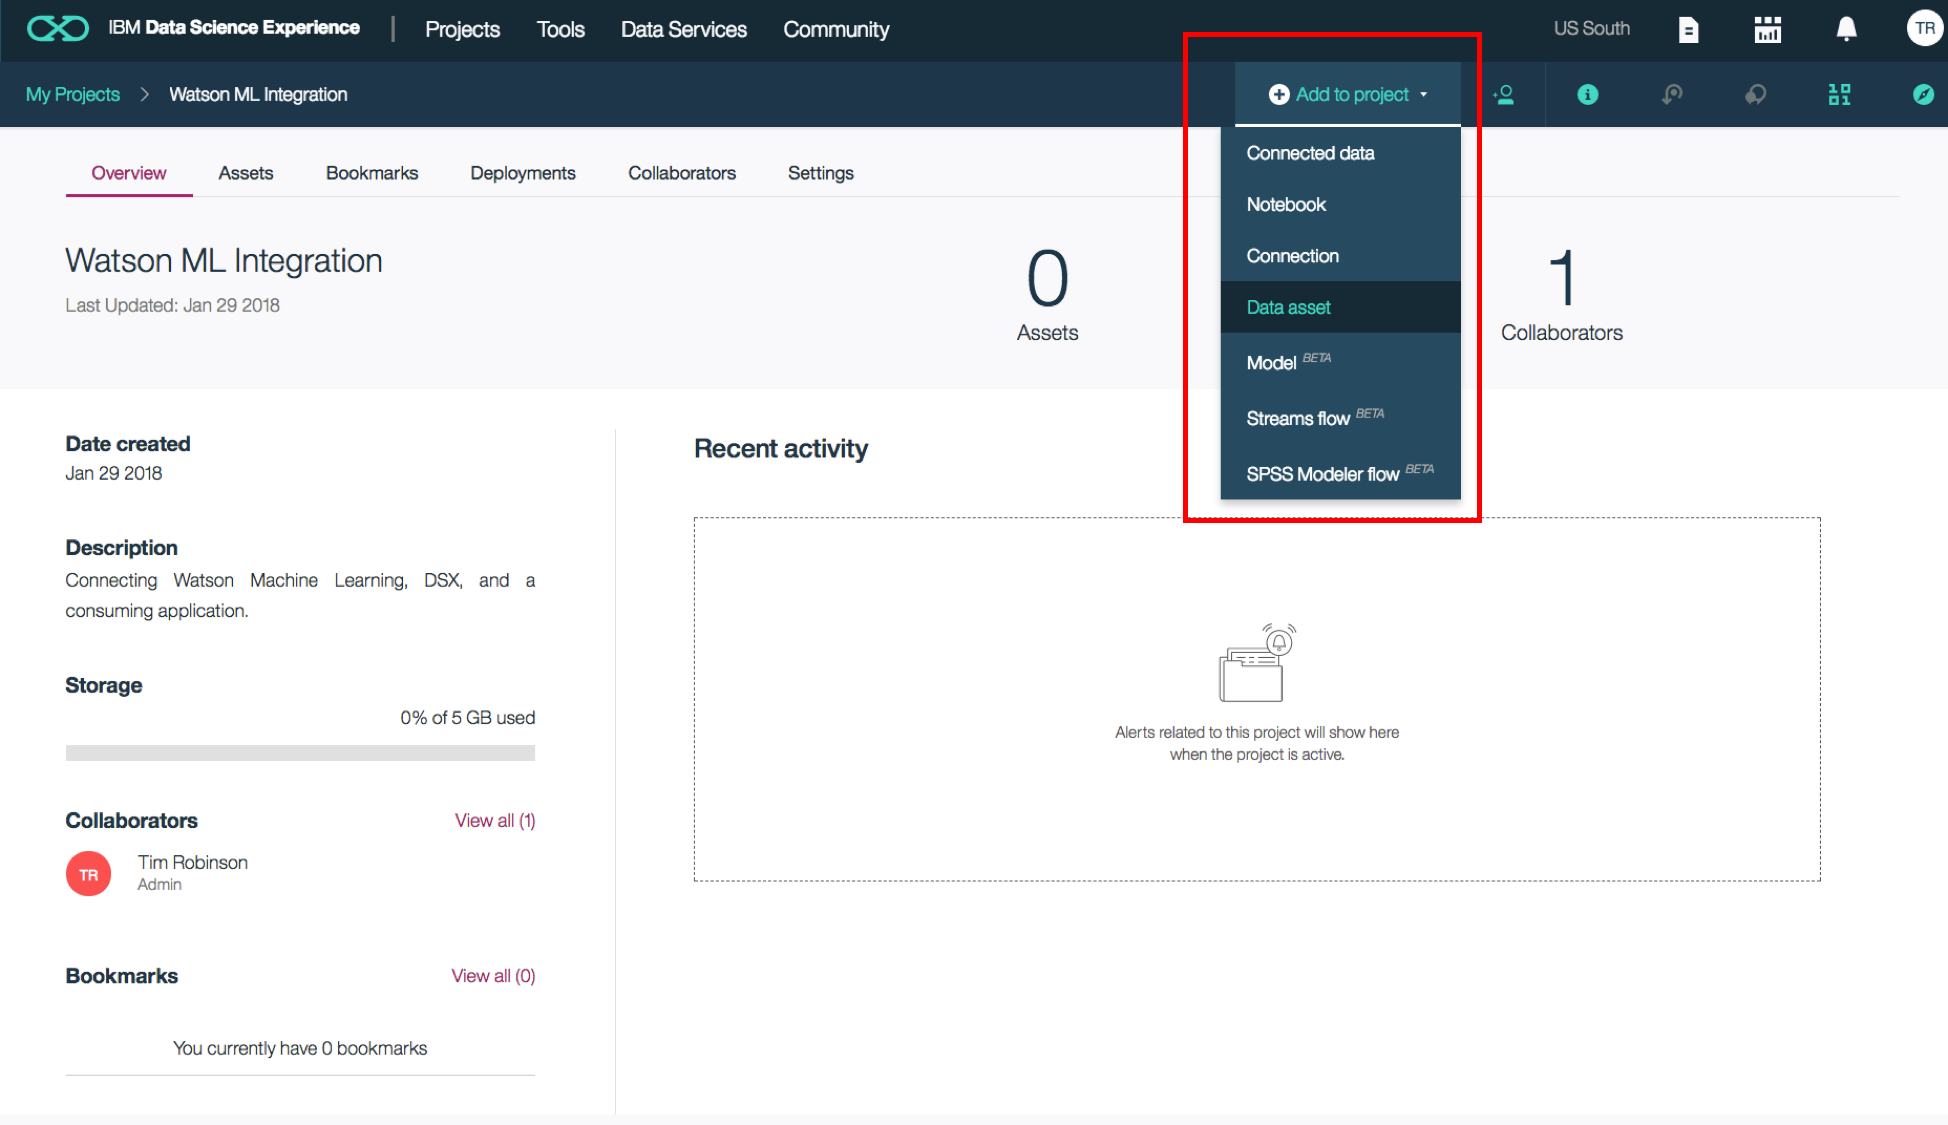 IBM Data Science Experience | Projects Tools Data Services Community US South TR
My Projects > Watson ML Integration Add to project
Connected data
Overview Assets Bookmarks Deployments Collaborators Settings
Notebook
Connection
Data asset
Model BETA
Streams flow BETA
SPSS Modeler flow BETA
Watson ML Integration
Last Updated: Jan 29 2018
0
Assets
1
Collaborators
Date created
Jan 29 2018
Description
Connecting Watson Machine Learning, DSX, and a
consuming application.
Storage
0% of 5 GB used
Collaborators View all (1)
TR
Tim Robinson
Admin
Bookmarks View all (0)
You currently have 0 bookmarks
Recent activity
Alerts related to this project will show here
when the project is active.